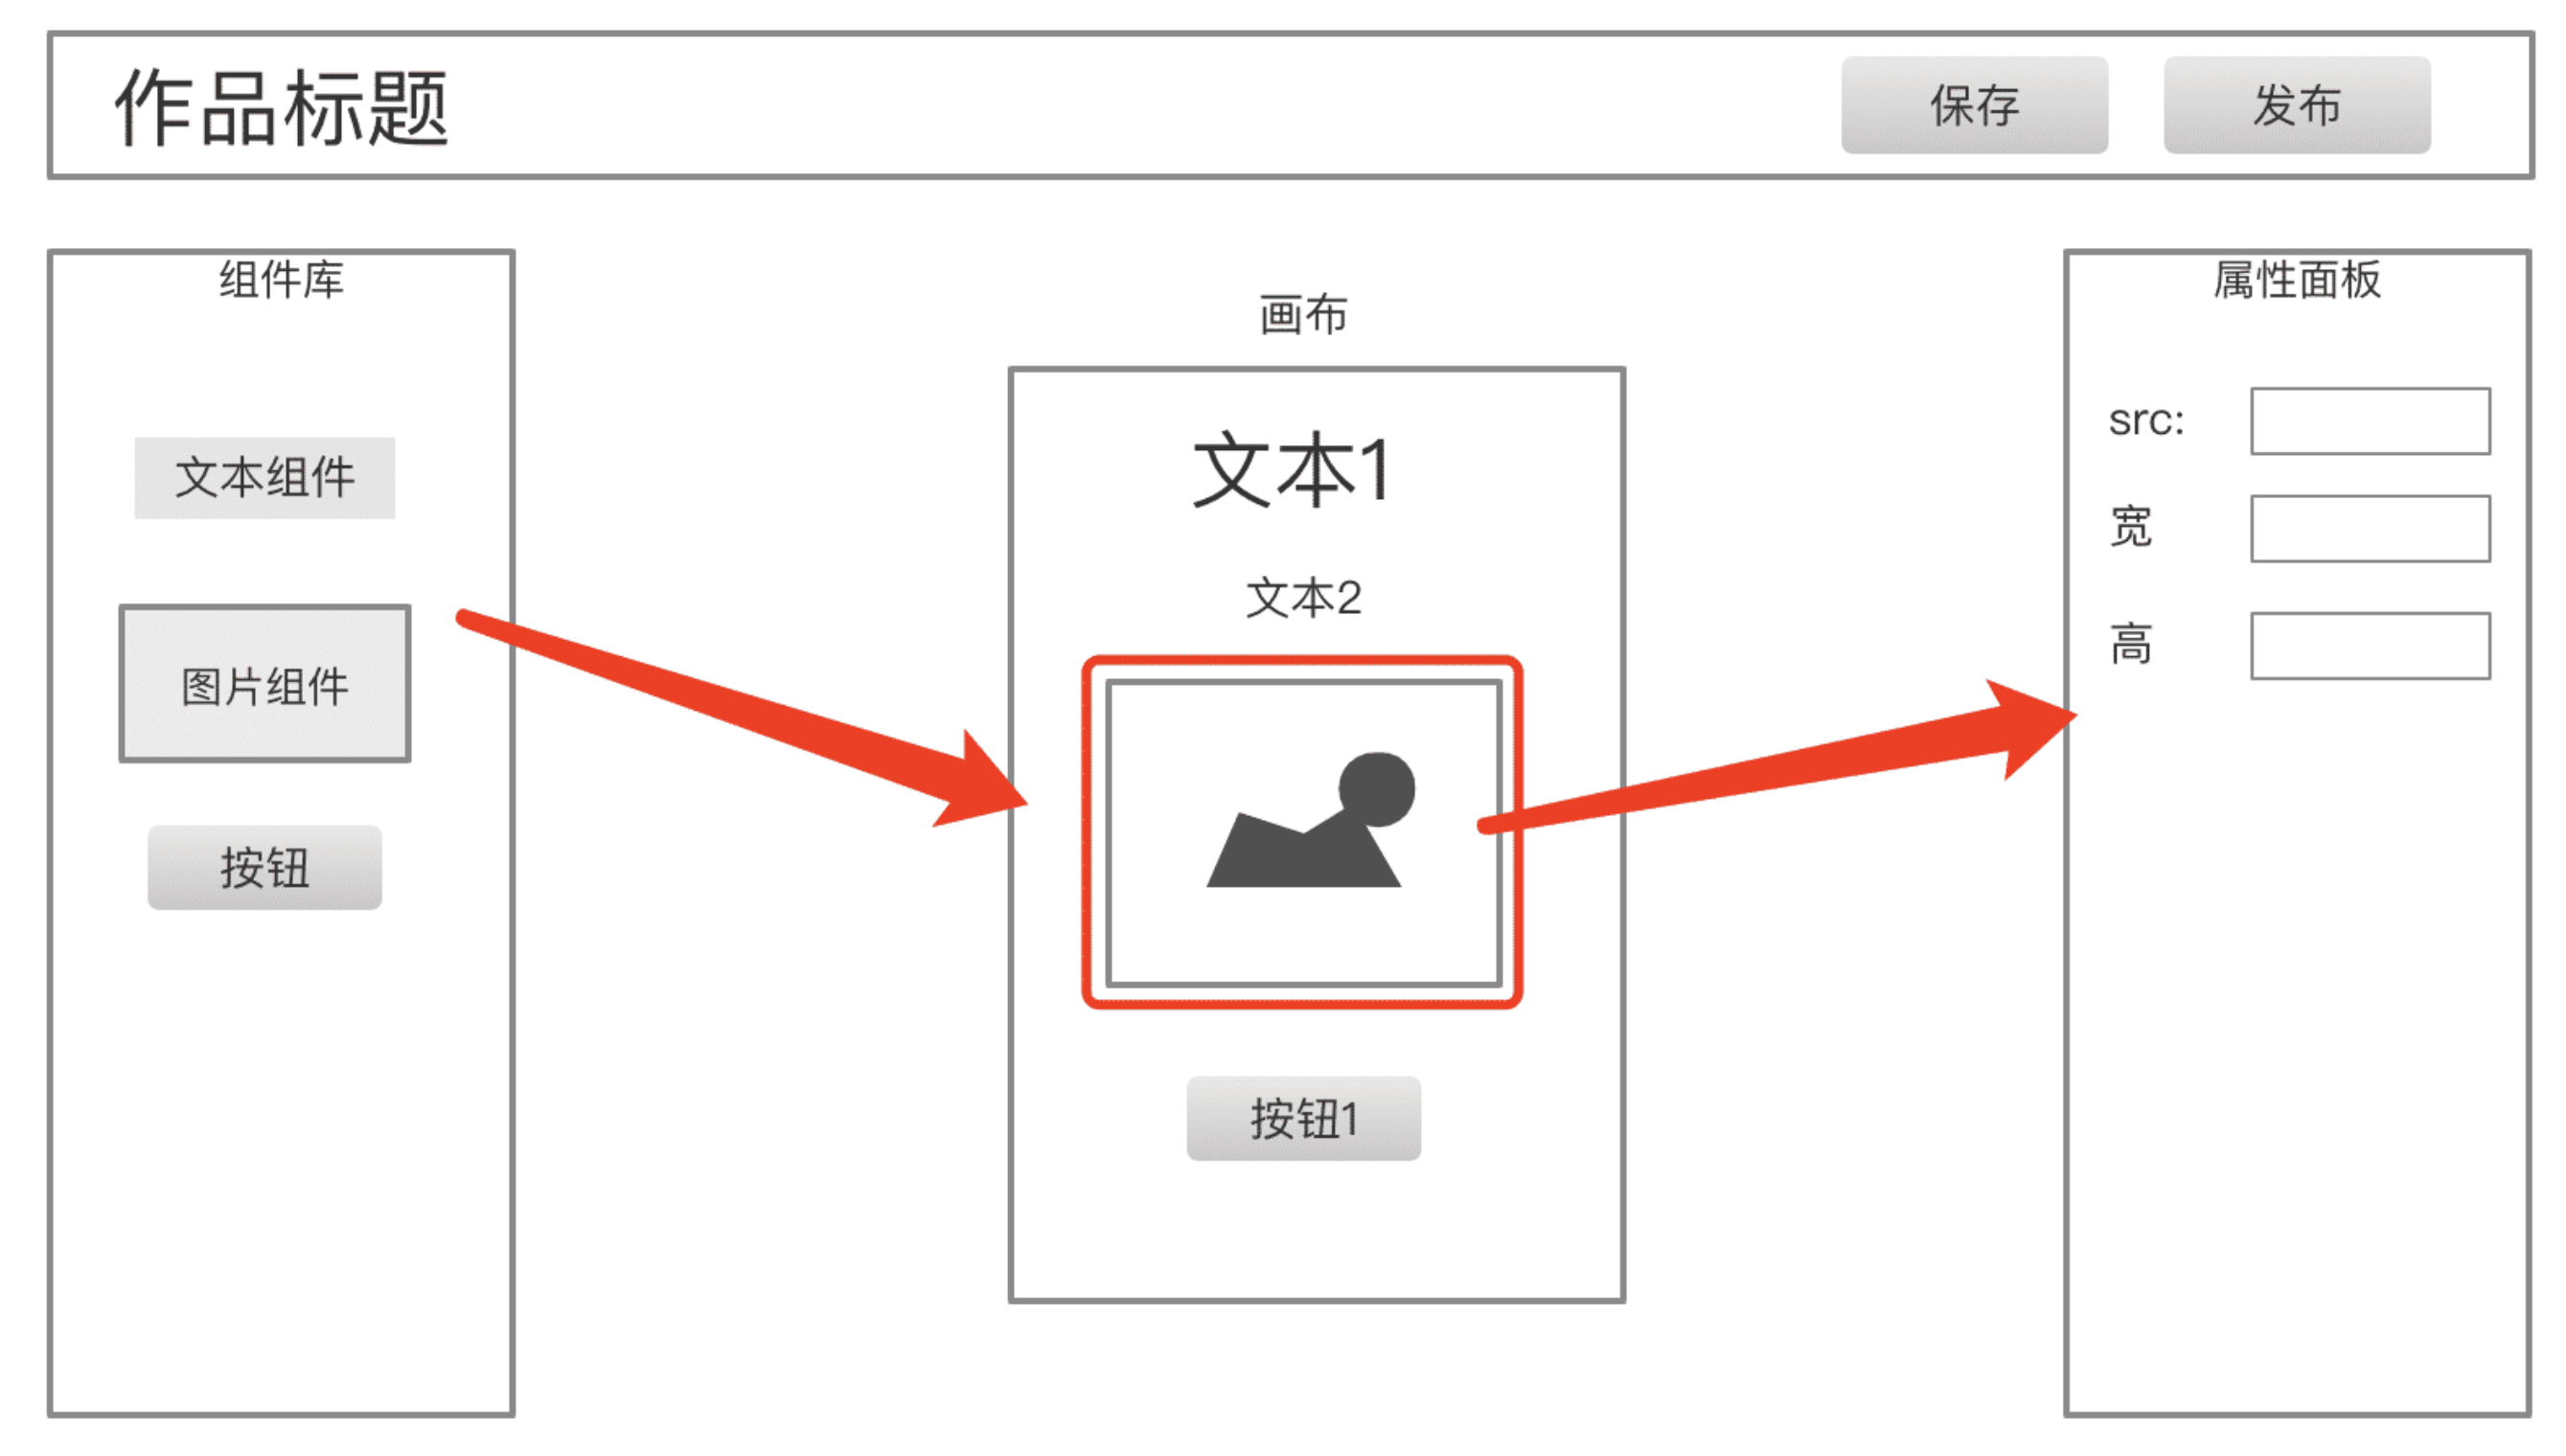 作品标题
保存
发布
组件库
文本组件
图片组件
按钮
画布
文本1
文本2
按钮1
属性面板
src:
宽
高